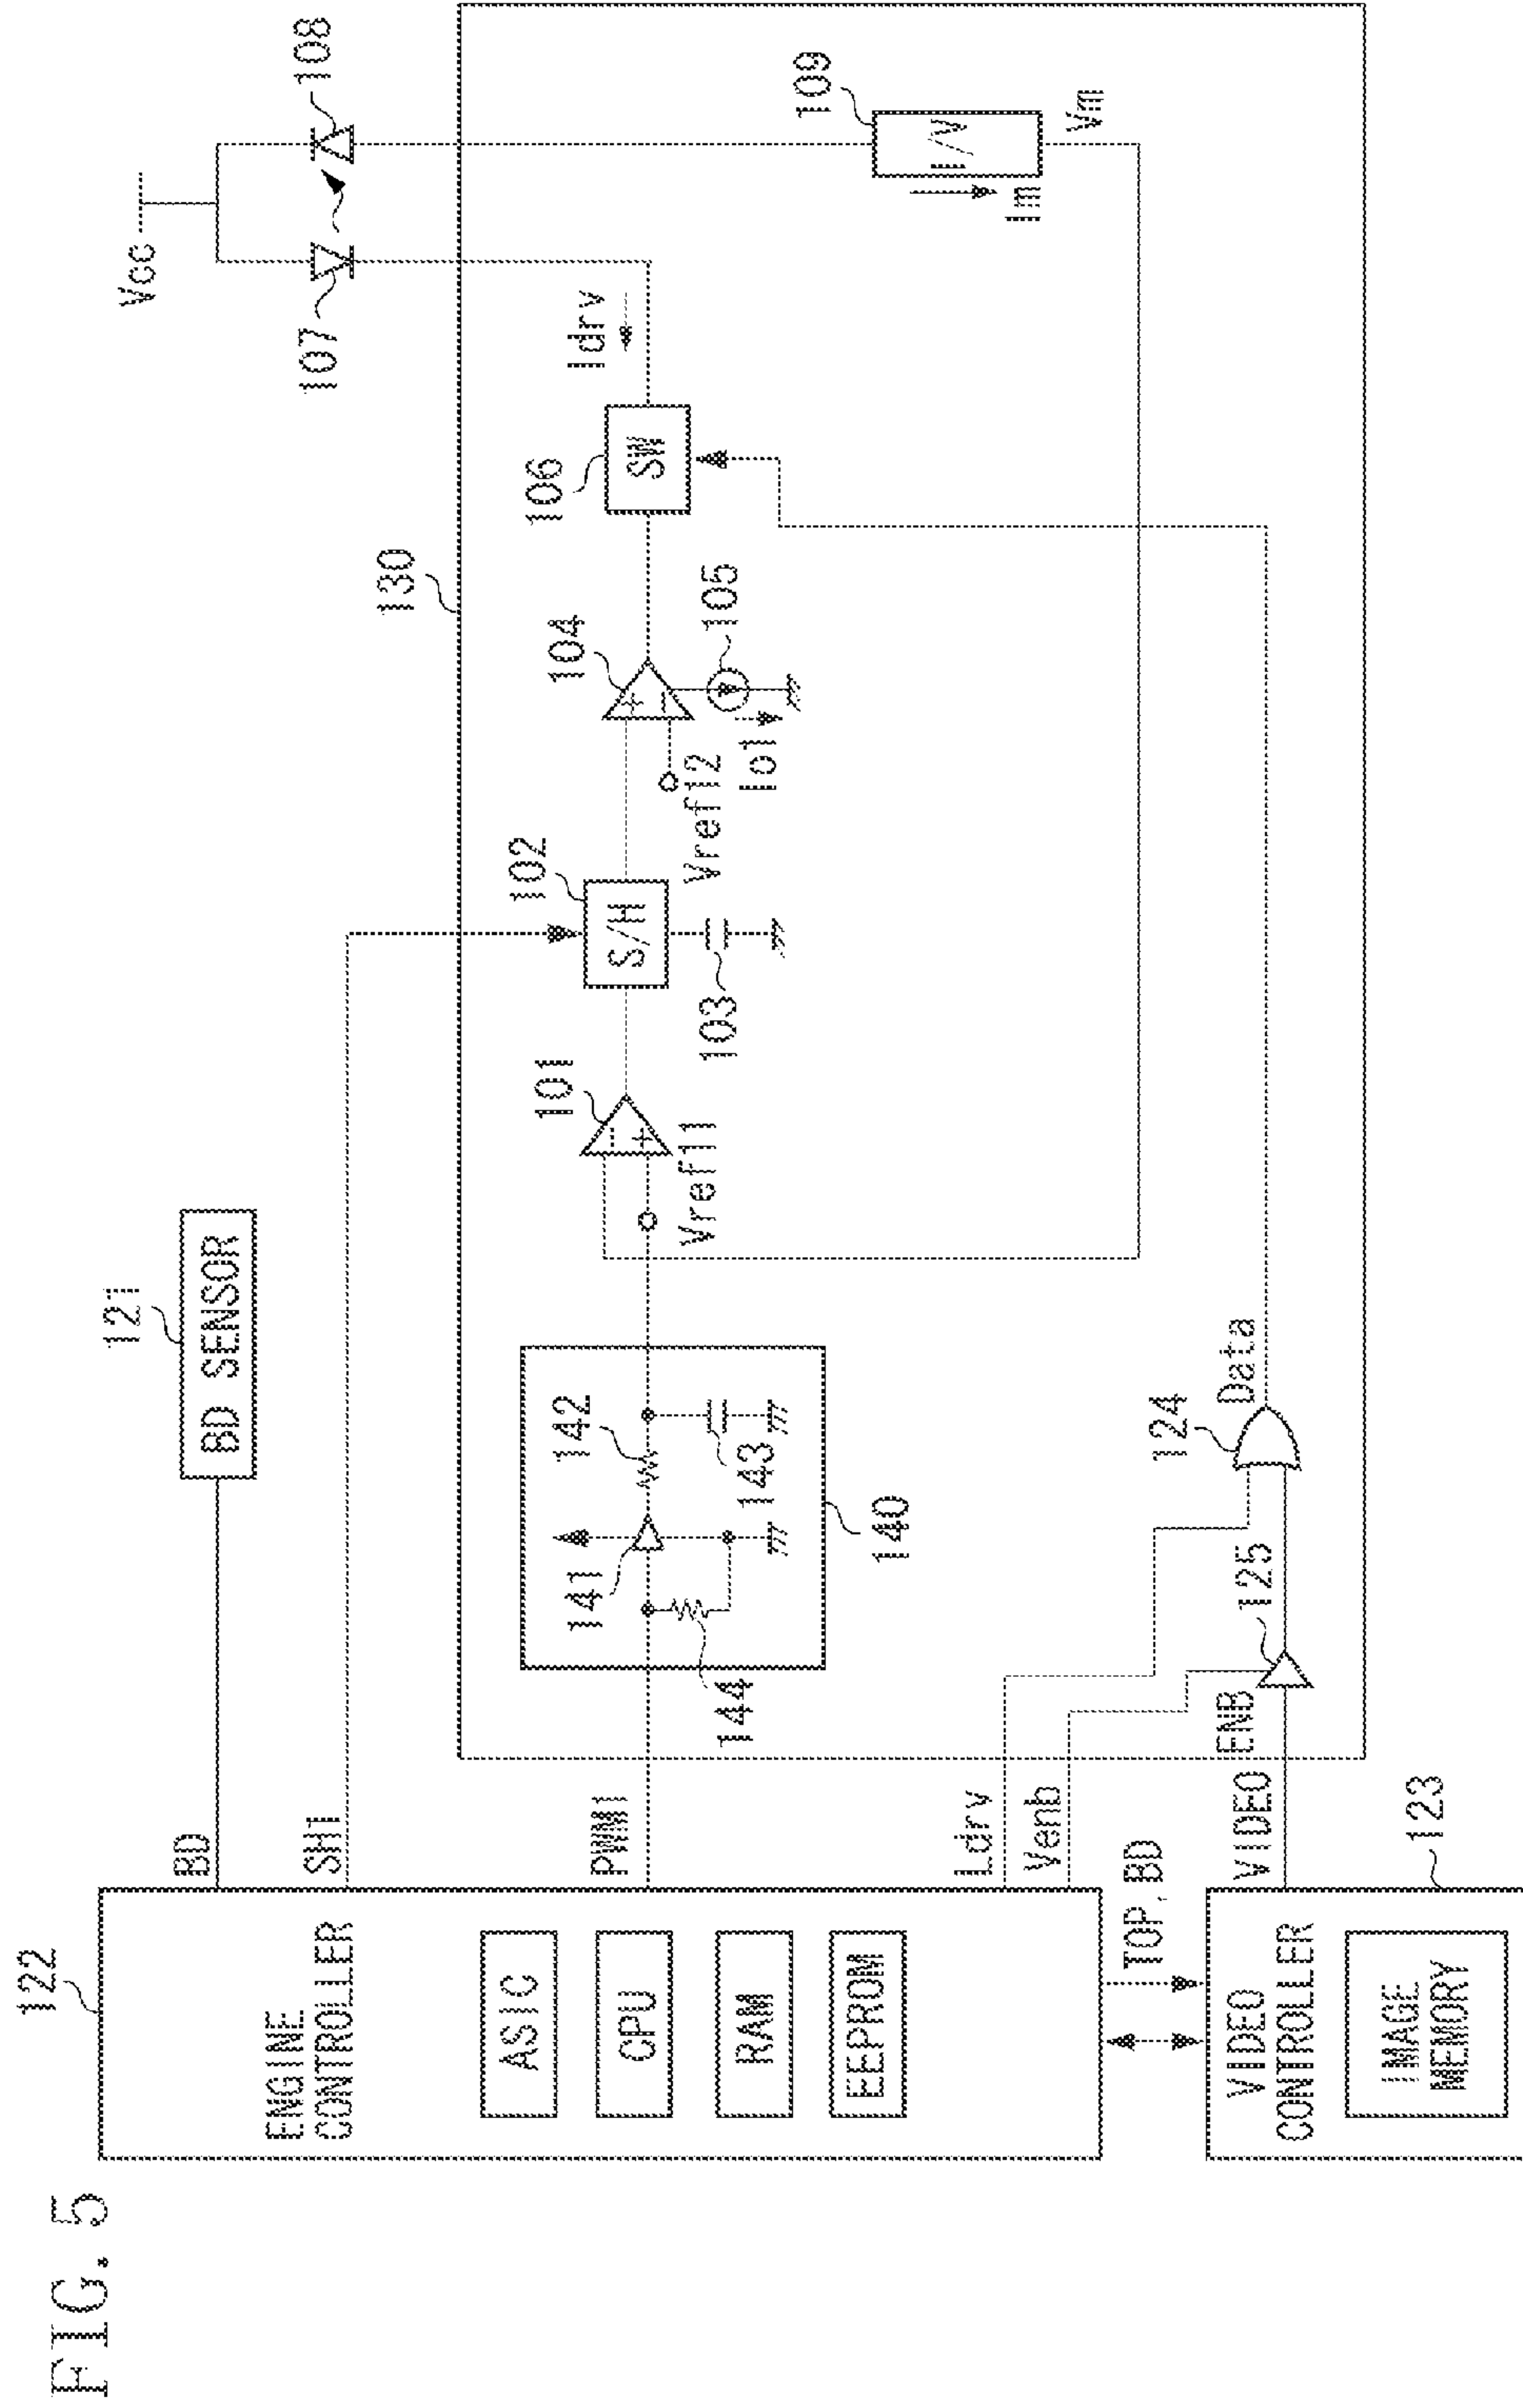 FIG. 5
122
ENGINE
CONTROLLER
ASIC
CPU
RAM
EEPROM
BD
SH1
PWM1
Ldrv
Venb
TOP, BD
VIDEO
CONTROLLER
IMAGE
MEMORY
123
VIDEO
ENB
125
124
Data
121
BD SENSOR
144
141
142
143
140
Vref11
101
102
S/H
103
Vref12
104
105
Io1
130
106
SW
Idrv
107
108
Vcc
109
I/V
Im
Vm